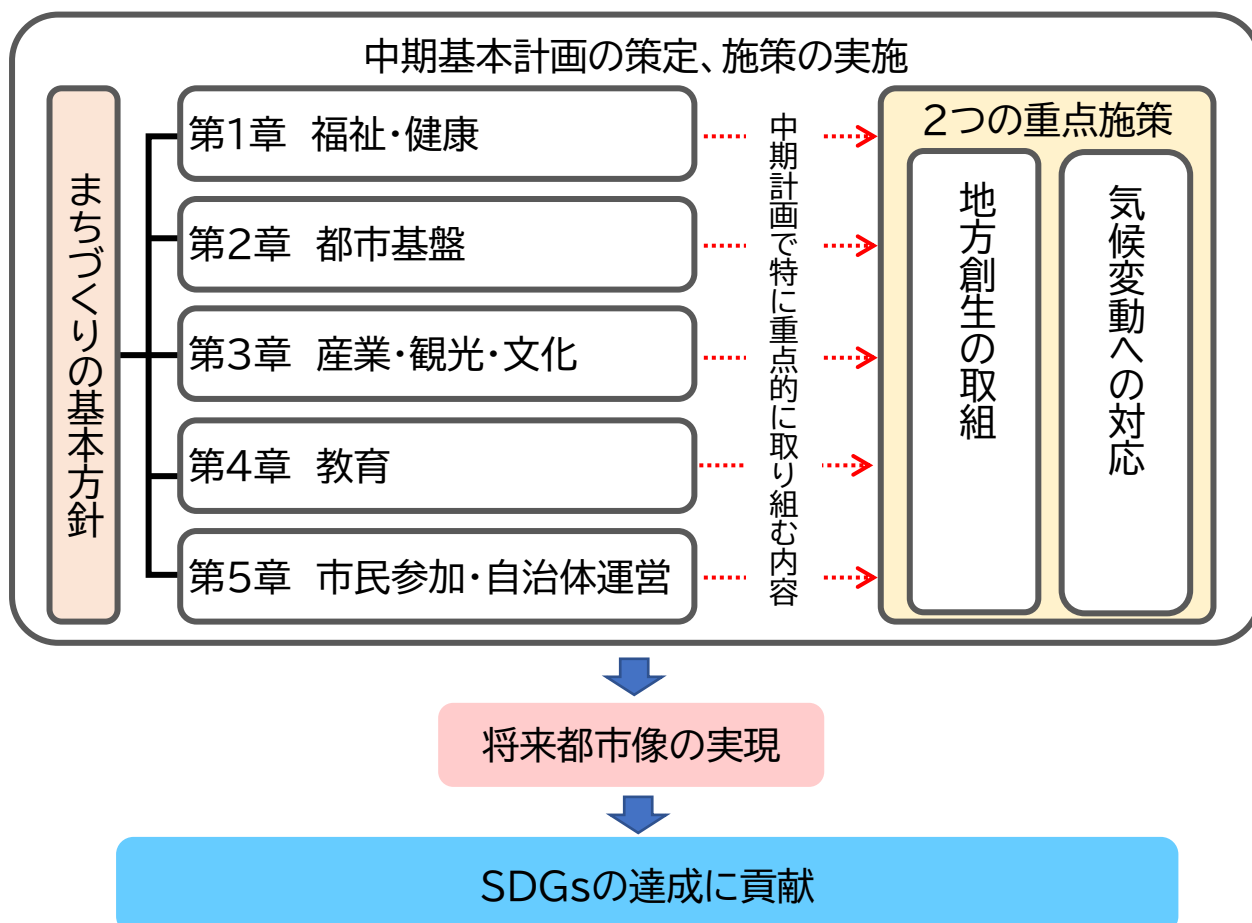 中期基本計画の策定、施策の実施
まちづくりの基本方針
第1章 福祉・健康
第2章 都市基盤
第3章 産業・観光・文化
第4章 教育
第5章 市民参加・自治体運営
中期計画で特に重点的に取り組む内容
2つの重点施策
地方創生の取組
気候変動への対応
将来都市像の実現
SDGsの達成に貢献